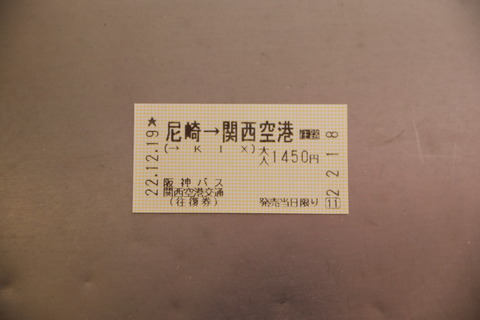 22.12.19
尼崎→関西空港
(→ K I X)
大人1450円
阪神バス
関西空港交通
(往復券)
発売当日限り
2218
11